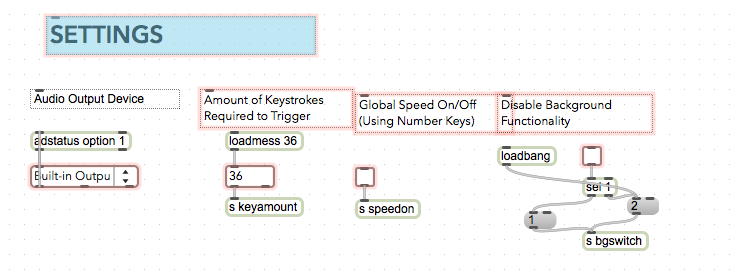 SETTINGS
Audio Output Device
adstatus option 1
Built-in Outpu
Amount of Keystrokes
Required to Trigger
loadmess 36
36
s keyamount
Global Speed On/Off
(Using Number Keys)
s speedon
Disable Background
Functionality
loadbang
sel 1
1
2
s bgswitch